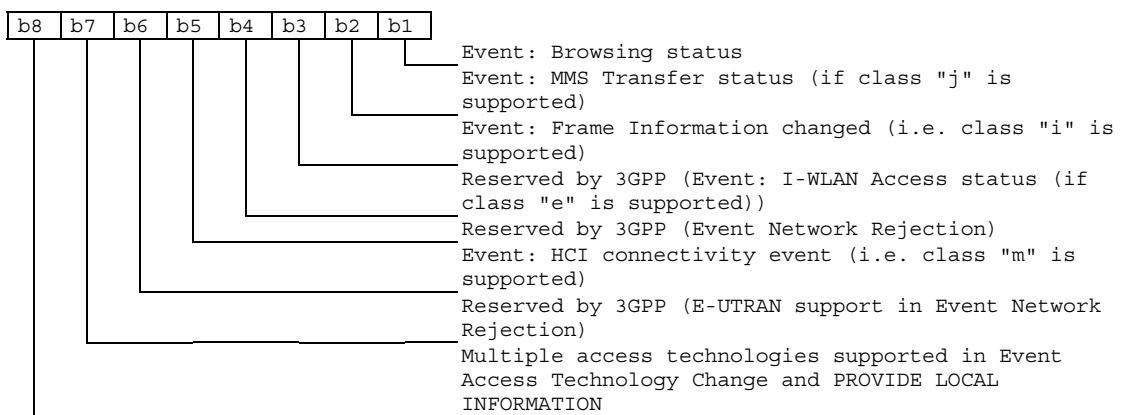 b8 b7 b6 b5 b4 b3 b2 b1
Event: Browsing status
Event: MMS Transfer status (if class "j" is
supported)
Event: Frame Information changed (i.e. class "i" is
supported)
Reserved by 3GPP (Event: I-WLAN Access status (if
class "e" is supported))
Reserved by 3GPP (Event Network Rejection)
Event: HCI connectivity event (i.e. class "m" is
supported)
Reserved by 3GPP (E-UTRAN support in Event Network
Rejection)
Multiple access technologies supported in Event
Access Technology Change and PROVIDE LOCAL
INFORMATION